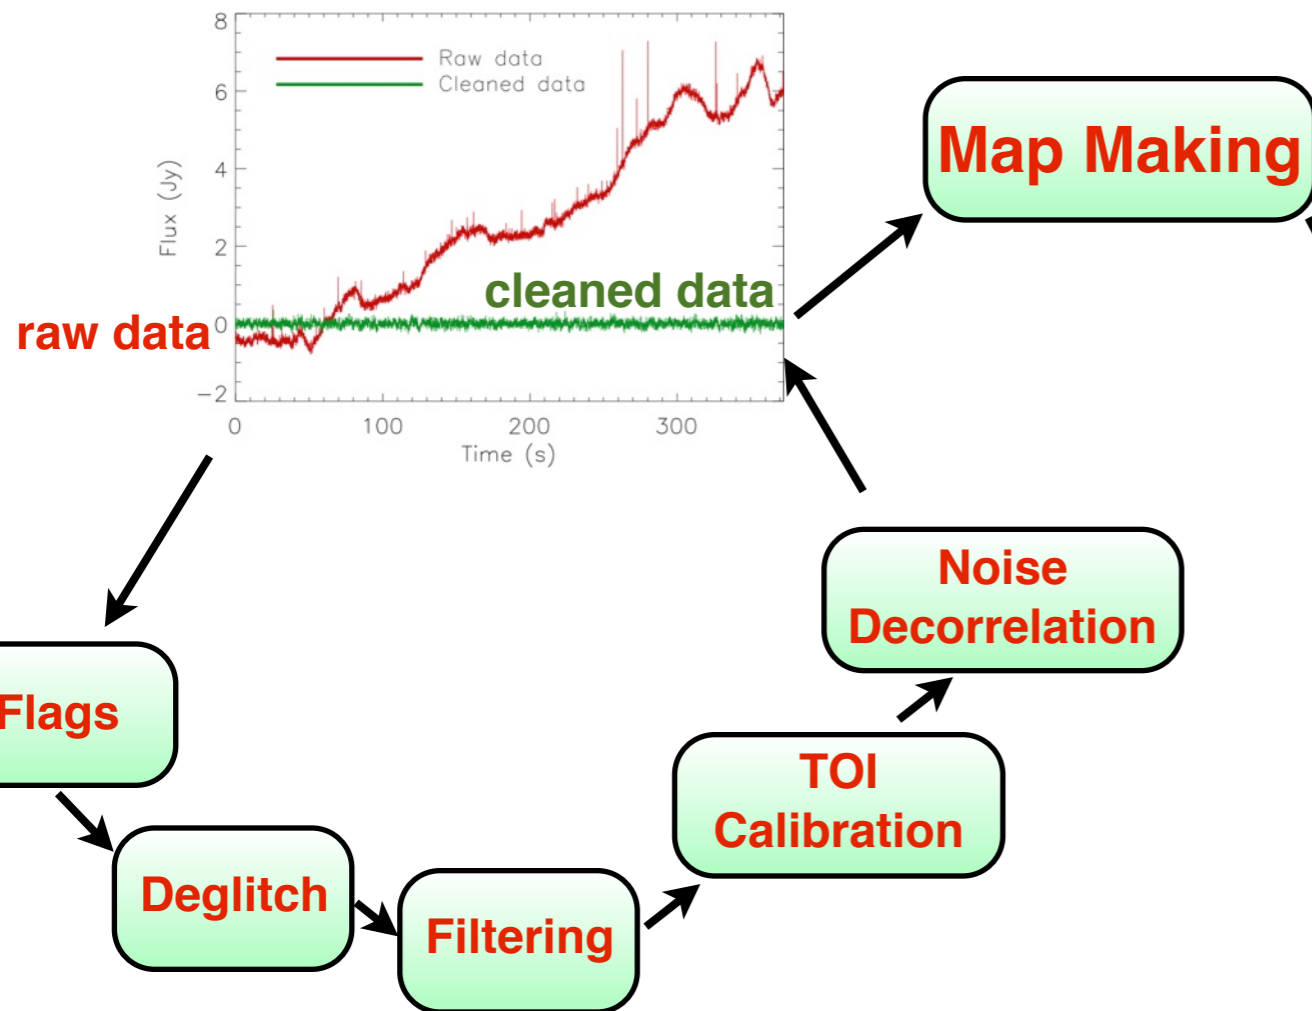 8
6
4
2
0
−2
Flux (Jy)
Raw data
Cleaned data
cleaned data
raw data
0
100
200
300
Time (s)
Map Making
Flags
Deglitch
Filtering
TOI
Calibration
Noise
Decorrelation